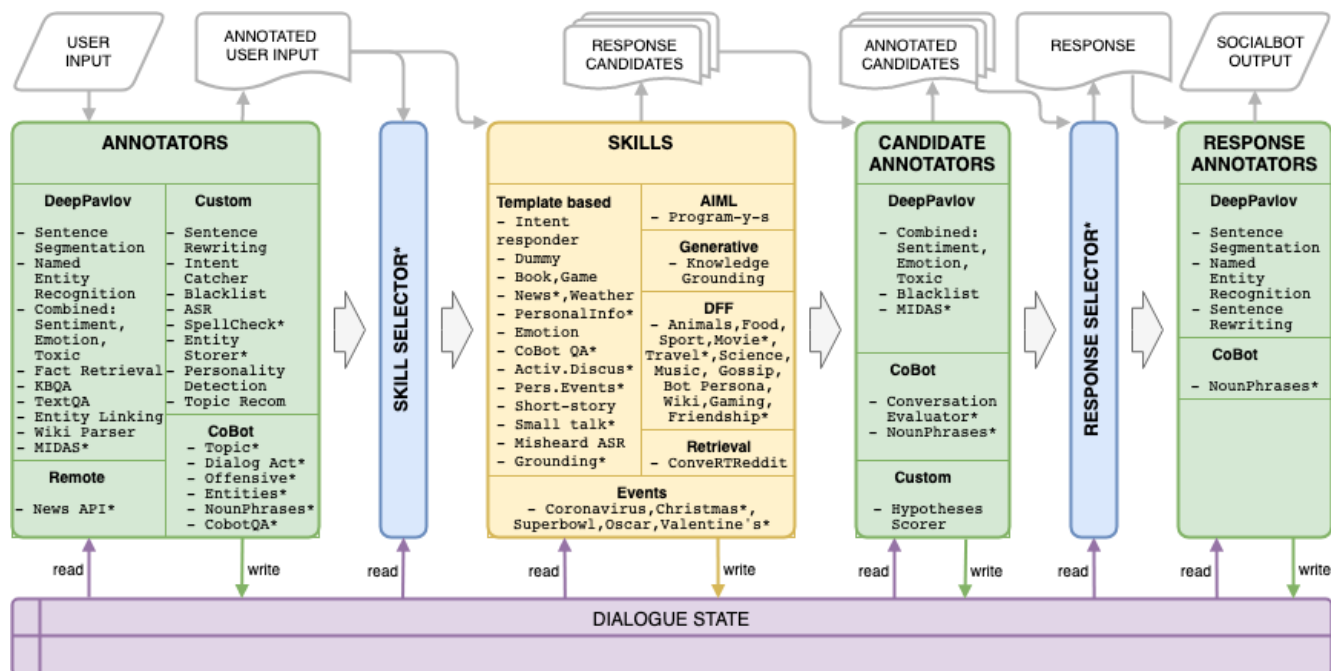 USER
INPUT
ANNOTATED
USER INPUT
RESPONSE
CANDIDATES
ANNOTATED
CANDIDATES
RESPONSE
SOCIALBOT
OUTPUT
ANNOTATORS
DeepPavlov
- Sentence
Segmentation
- Named
Entity
Recognition
- Combined:
Sentiment,
Emotion,
Toxic
- Fact Retrieval
- KBQA
- TextQA
- Entity Linking
- Wiki Parser
- MIDAS*
Remote
- News API*
Custom
- Sentence
Rewriting
- Intent
Catcher
- Blacklist
- ASR
- SpellCheck*
- Entity
Storer*
- Personality
Detection
- Topic Recom
CoBot
- Topic*
- Dialog Act*
- Offensive*
- Entities*
- NounPhrases*
- CobotQA*
SKILL SELECTOR*
SKILLS
Template based
- Intent
responder
- Dummy
- Book,Game
- News*,Weather
- PersonalInfo*
- Emotion
- CoBot QA*
- Activ.Discus*
- Pers.Events*
- Short-story
- Small talk*
- Misheard ASR
- Grounding*
AIML
- Program-y-s
Generative
- Knowledge
Grounding
DFF
- Animals,Food,
Sport,Movie*,
Travel*,Science,
Music, Gossip,
Bot Persona,
Wiki,Gaming,
Friendship*
Retrieval
- ConveRTReddit
Events
- Coronavirus,Christmas*,
Superbowl,Oscar,Valentine's*
CANDIDATE
ANNOTATORS
DeepPavlov
- Combined:
Sentiment,
Emotion,
Toxic
- Blacklist
- MIDAS*
CoBot
- Conversation
Evaluator*
- NounPhrases*
Custom
- Hypotheses
Scorer
RESPONSE SELECTOR*
RESPONSE
ANNOTATORS
DeepPavlov
- Sentence
Segmentation
- Named
Entity
Recognition
- Sentence
Rewriting
CoBot
- NounPhrases*
read
write
read
read
write
read
write
read
read
write
DIALOGUE STATE